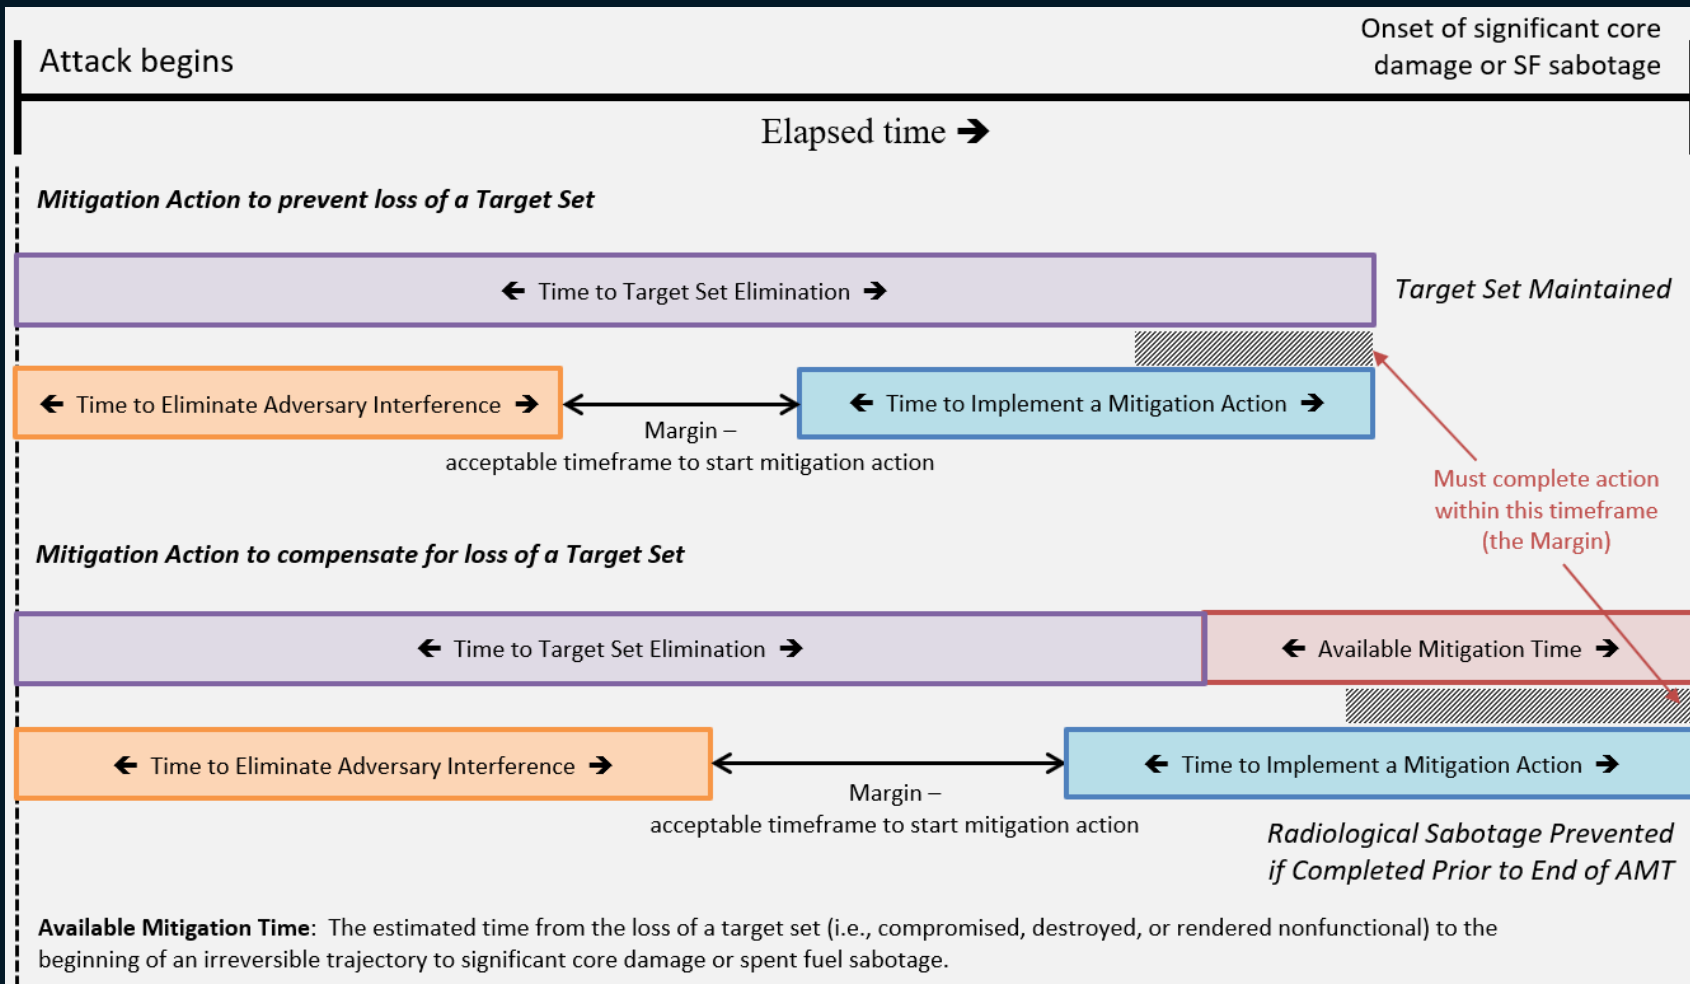 Attack begins
Onset of significant core
damage or SF sabotage
Elapsed time →
Mitigation Action to prevent loss of a Target Set
← Time to Target Set Elimination →
Target Set Maintained
← Time to Eliminate Adversary Interference →
← Time to Implement a Mitigation Action →
Margin –
acceptable timeframe to start mitigation action
Must complete action
within this timeframe
(the Margin)
Mitigation Action to compensate for loss of a Target Set
← Time to Target Set Elimination →
← Available Mitigation Time →
← Time to Eliminate Adversary Interference →
← Time to Implement a Mitigation Action →
Margin –
acceptable timeframe to start mitigation action
Radiological Sabotage Prevented
if Completed Prior to End of AMT
Available Mitigation Time: The estimated time from the loss of a target set (i.e., compromised, destroyed, or rendered nonfunctional) to the
beginning of an irreversible trajectory to significant core damage or spent fuel sabotage.